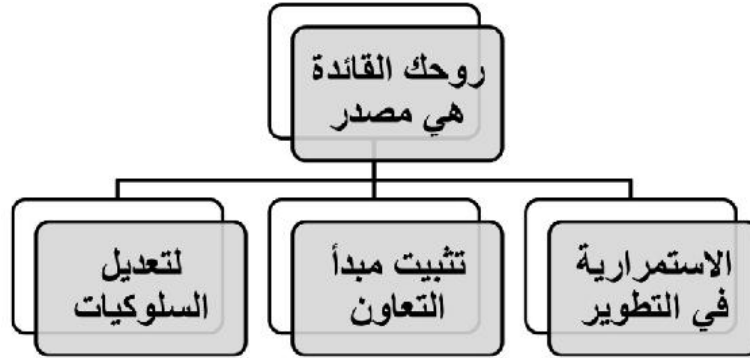 روحك القائدة
هي مصدر
الاستمرارية
في التطوير
تثبيت مبدأ
التعاون
لتعديل
السلوكيات